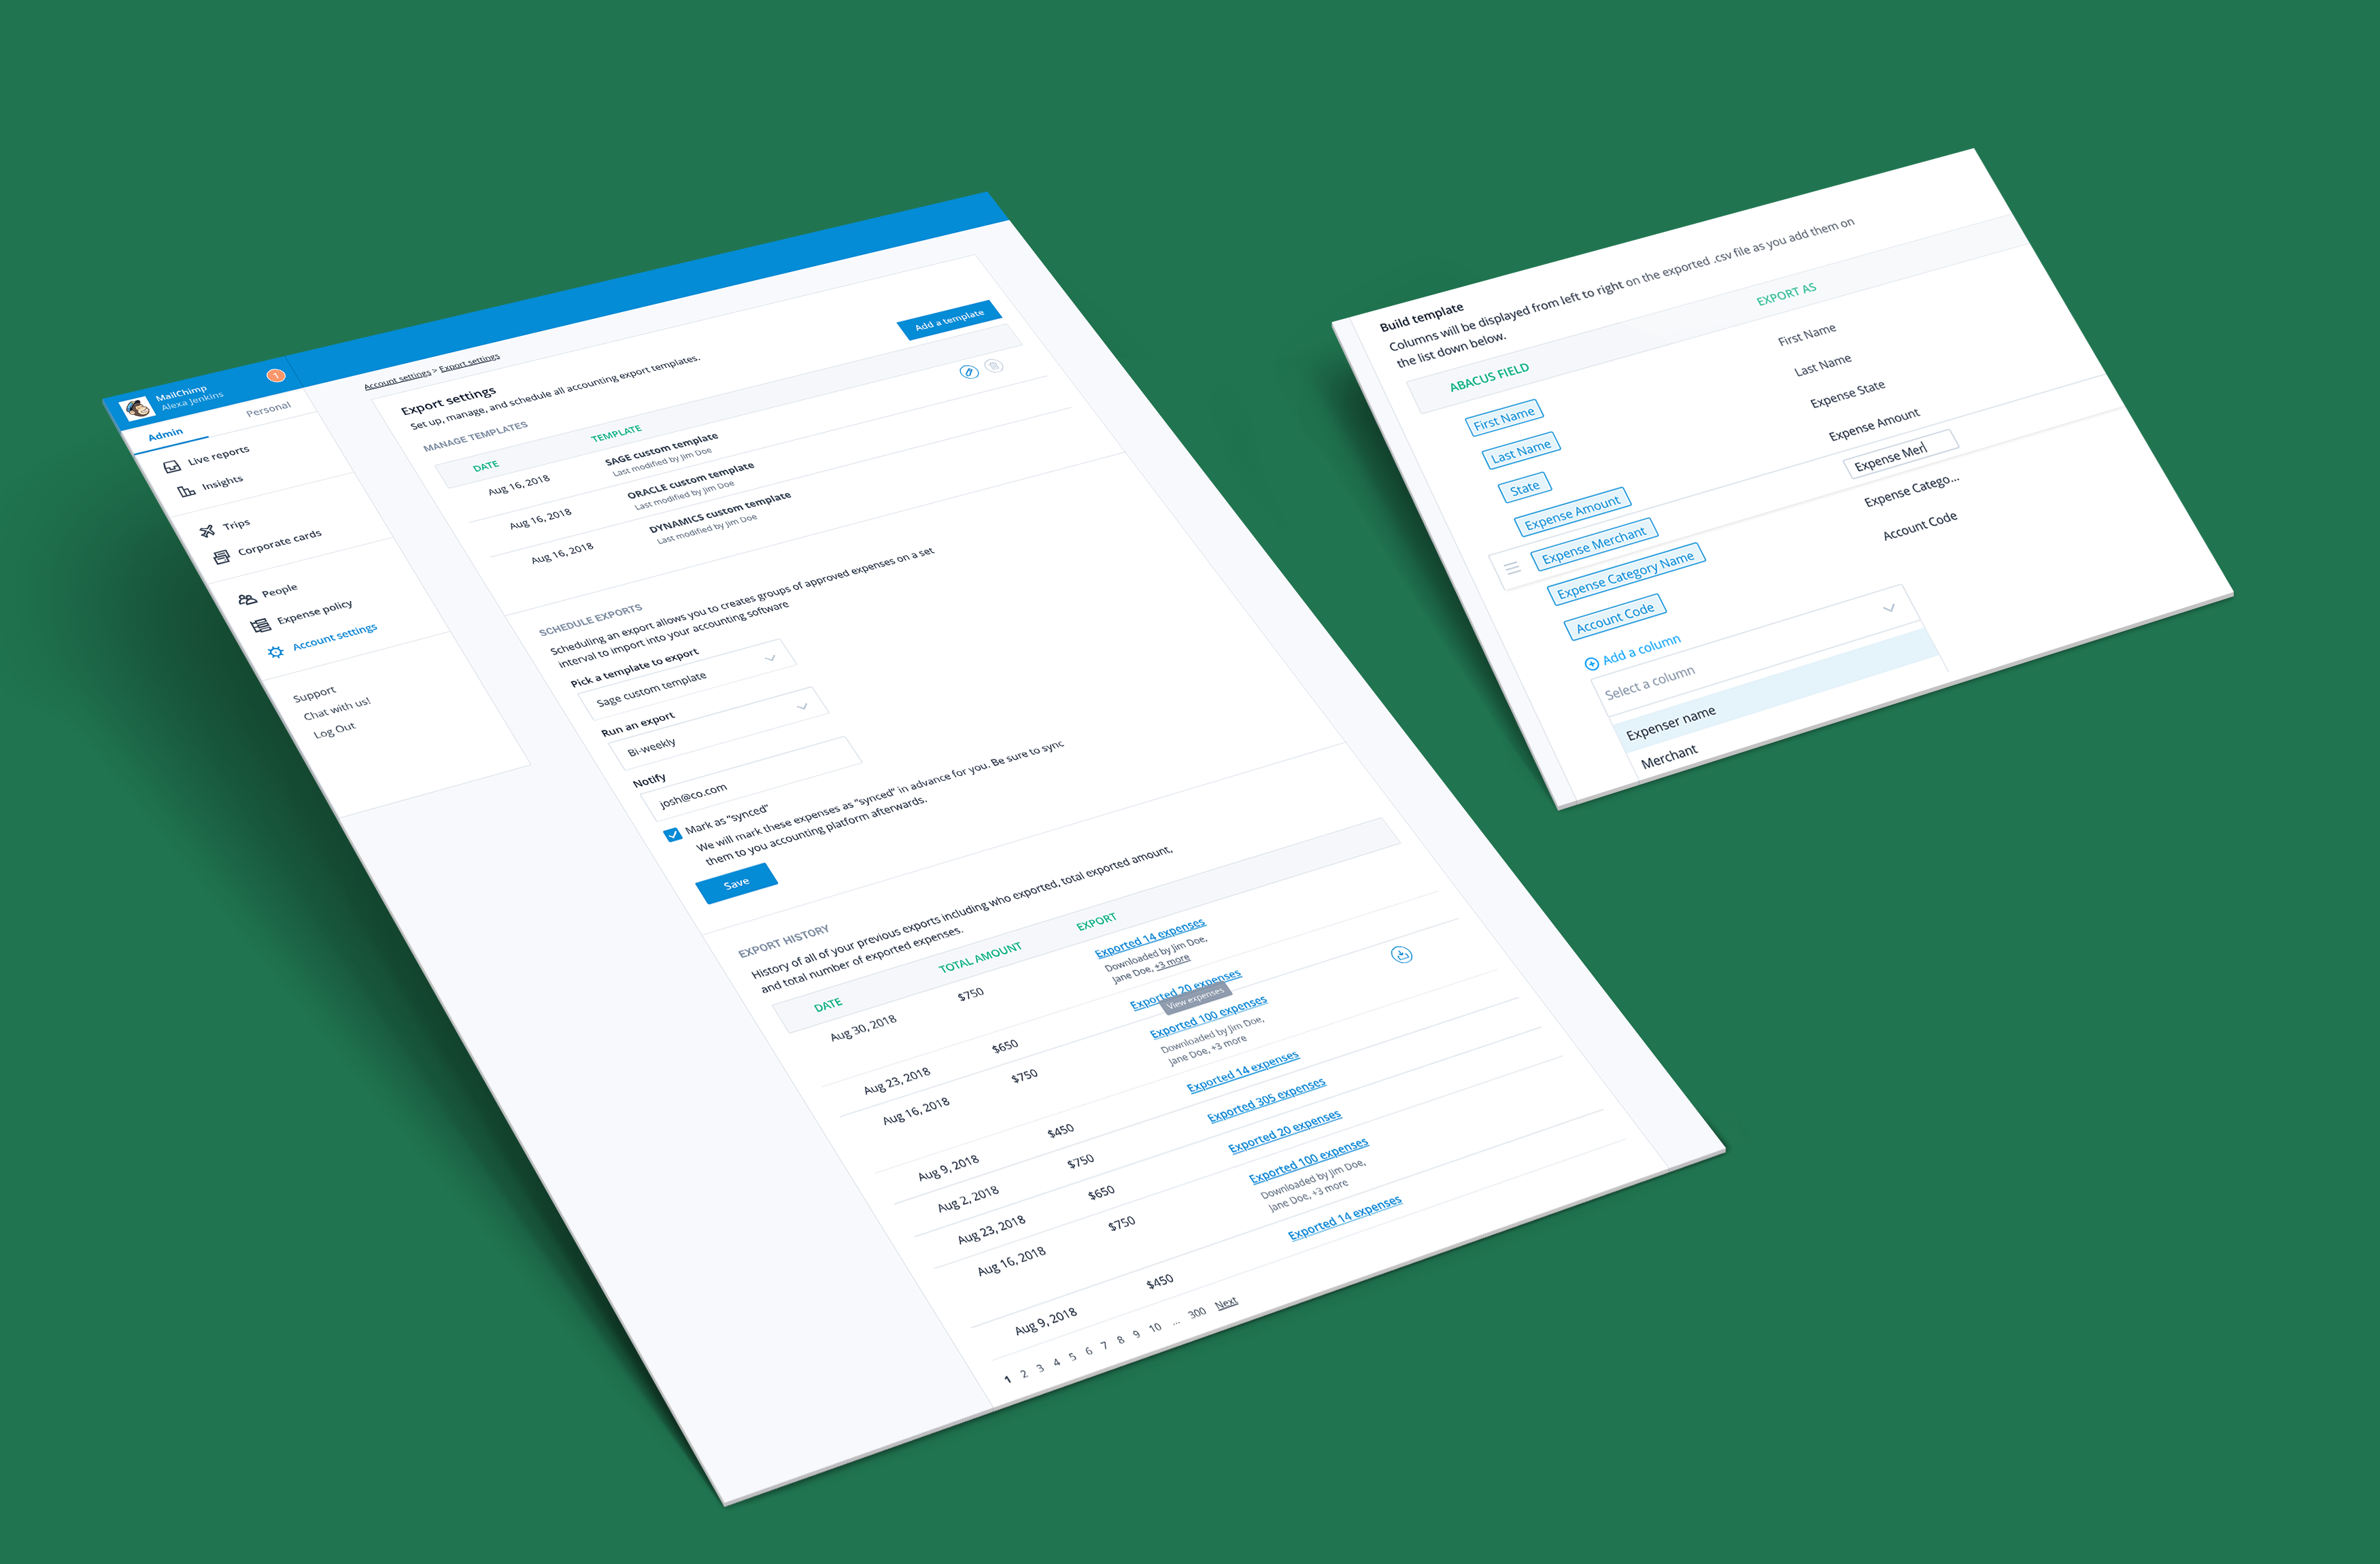 MailChimp
Alexa Jenkins
1
Admin
Personal
Live reports
Insights
Trips
Corporate cards
People
Expense policy
Account settings
Support
Chat with us!
Log Out
Account settings > Export settings
Export settings
Set up, manage, and schedule all accounting export templates.
Add a template
MANAGE TEMPLATES
DATE TEMPLATE
Aug 16, 2018 SAGE custom template
Last modified by Jim Doe
Aug 16, 2018 ORACLE custom template
Last modified by Jim Doe
Aug 16, 2018 DYNAMICS custom template
Last modified by Jim Doe
SCHEDULE EXPORTS
Scheduling an export allows you to creates groups of approved expenses on a set
interval to import into your accounting software
Pick a template to export
Sage custom template
Run an export
Bi-weekly
Notify
josh@co.com
Mark as “synced”
We will mark these expenses as “synced” in advance for you. Be sure to sync
them to you accounting platform afterwards.
Save
EXPORT HISTORY
History of all of your previous exports including who exported, total exported amount,
and total number of exported expenses.
DATE TOTAL AMOUNT EXPORT
Aug 30, 2018 $750 Exported 14 expenses
Downloaded by Jim Doe,
Jane Doe, +3 more
Aug 23, 2018 $650 Exported 20 expenses
View expenses
Aug 16, 2018 $750 Exported 100 expenses
Downloaded by Jim Doe,
Jane Doe, +3 more
Aug 9, 2018 $450 Exported 14 expenses
Aug 2, 2018 $750 Exported 305 expenses
Aug 23, 2018 $650 Exported 20 expenses
Aug 16, 2018 $750 Exported 100 expenses
Downloaded by Jim Doe,
Jane Doe, +3 more
Aug 9, 2018 $450 Exported 14 expenses
1 2 3 4 5 6 7 8 9 10 ... 300 Next
Build template
Columns will be displayed from left to right on the exported .csv file as you add them on
the list down below.
ABACUS FIELD EXPORT AS
First Name First Name
Last Name Last Name
State Expense State
Expense Amount Expense Amount
Expense Merchant Expense Mer
Expense Category Name Expense Catego...
Account Code Account Code
Add a column
Select a column
Expenser name
Merchant